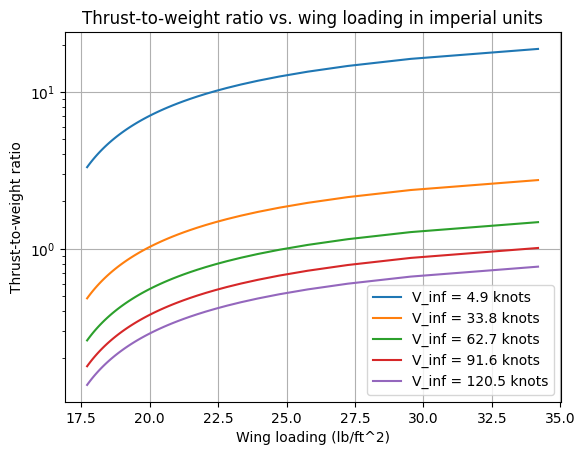 Thrust-to-weight ratio vs. wing loading in imperial units
Thrust-to-weight ratio
10^1
10^0
V_inf = 4.9 knots
V_inf = 33.8 knots
V_inf = 62.7 knots
V_inf = 91.6 knots
V_inf = 120.5 knots
17.5 20.0 22.5 25.0 27.5 30.0 32.5 35.0
Wing loading (lb/ft^2)